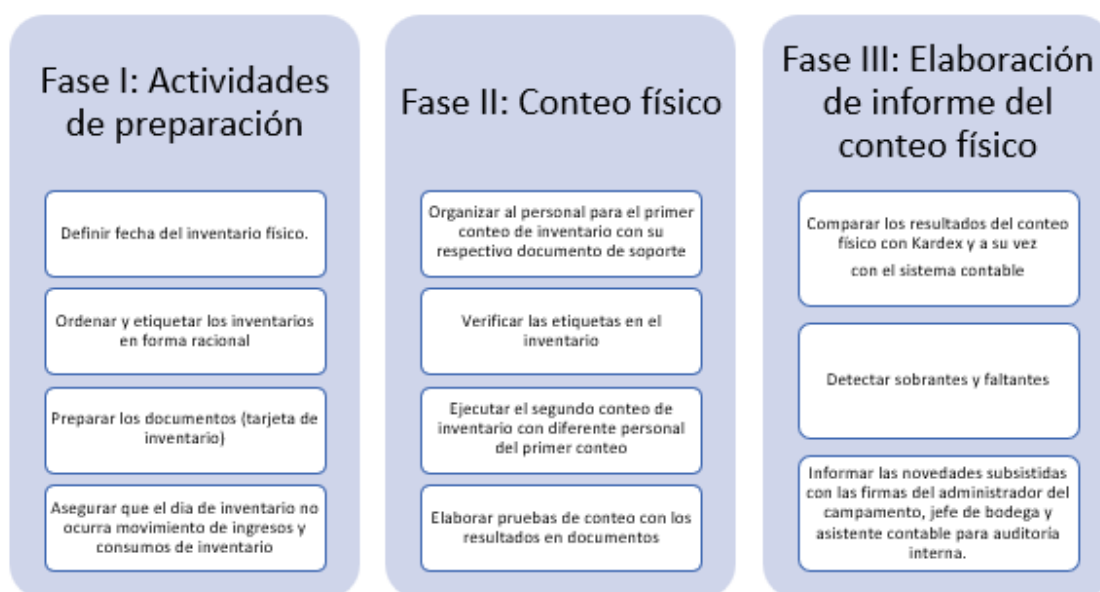 Fase I: Actividades
de preparación
Definir fecha del inventario físico.
Ordenar y etiquetar los inventarios
en forma racional
Preparar los documentos (tarjeta de
inventario)
Asegurar que el dia de inventario no
ocurra movimiento de ingresos y
consumos de inventario
Fase II: Conteo físico
Organizar al personal para el primer
conteo de inventario con su
respectivo documento de soporte
Verificar las etiquetas en el
inventario
Ejecutar el segundo conteo de
inventario con diferente personal
del primer conteo
Elaborar pruebas de conteo con los
resultados en documentos
Fase III: Elaboración
de informe del
conteo físico
Comparar los resultados del conteo
físico con Kardex y a su vez
con el sistema contable
Detectar sobrantes y faltantes
Informar las novedades subsistidas
con las firmas del administrador del
campamento, jefe de bodega y
asistente contable para auditoría
interna.